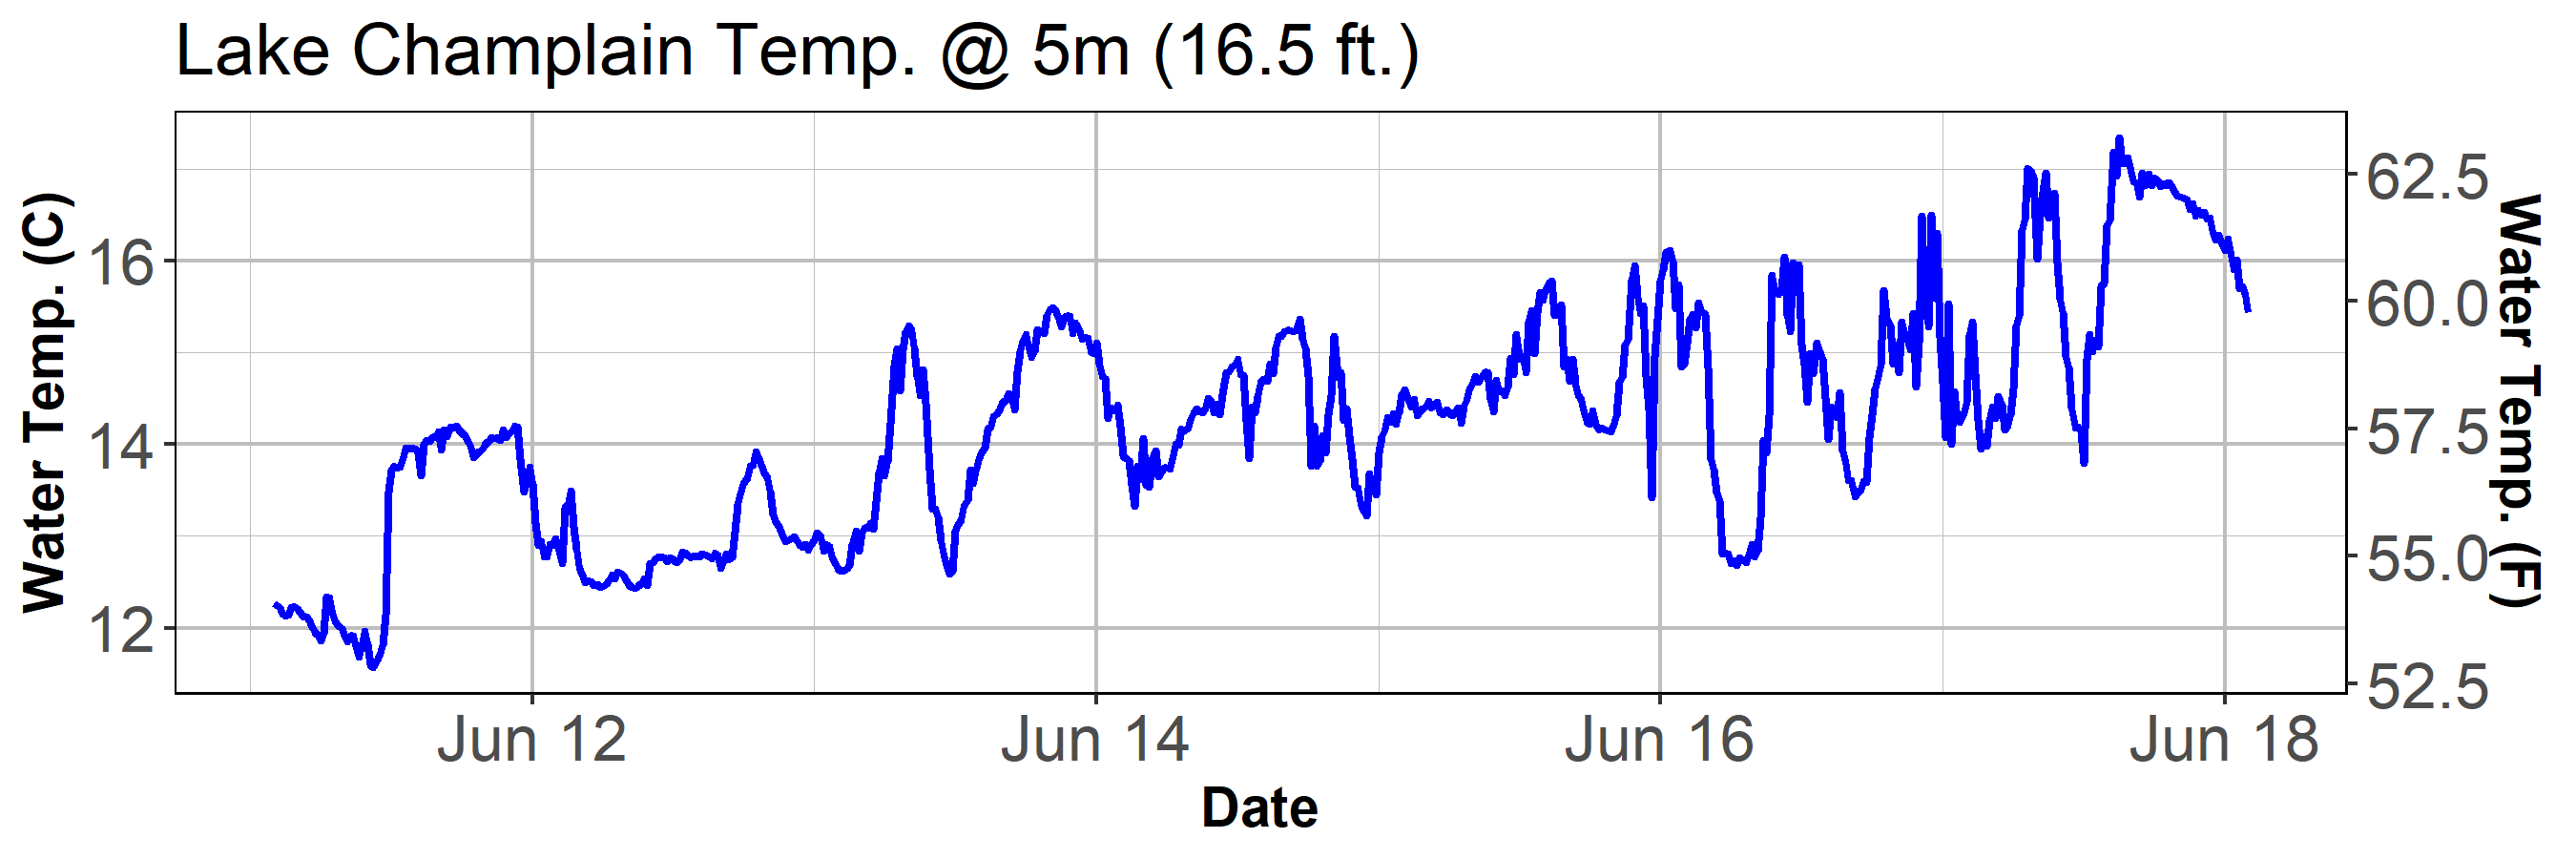 Lake Champlain Temp. @ 5m (16.5 ft.)
Water Temp. (C)
16
14
12
62.5
60.0
57.5
55.0
52.5
Water Temp. (F)
Jun 12 Jun 14 Jun 16 Jun 18
Date